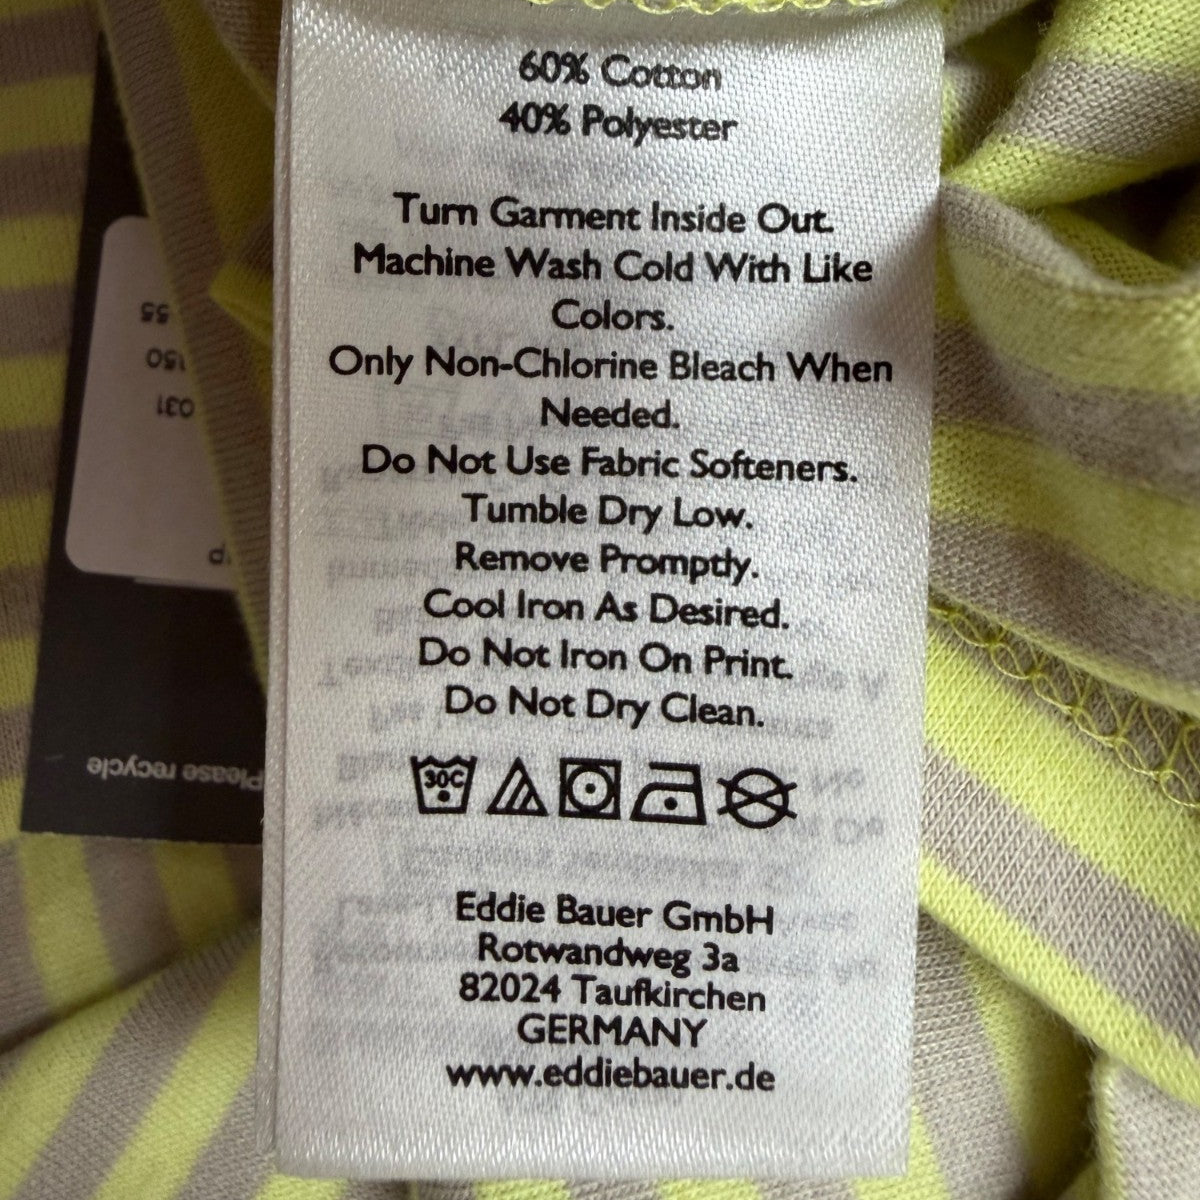 60% Cotton
40% Polyester
Turn Garment Inside Out.
Machine Wash Cold With Like
Colors.
Only Non-Chlorine Bleach When
Needed.
Do Not Use Fabric Softeners.
Tumble Dry Low.
Remove Promptly.
Cool Iron As Desired.
Do Not Iron On Print.
Do Not Dry Clean.
30C
Eddie Bauer GmbH
Rotwandweg 3a
82024 Taufkirchen
GERMANY
www.eddiebauer.de
Please recycle
031
050
55